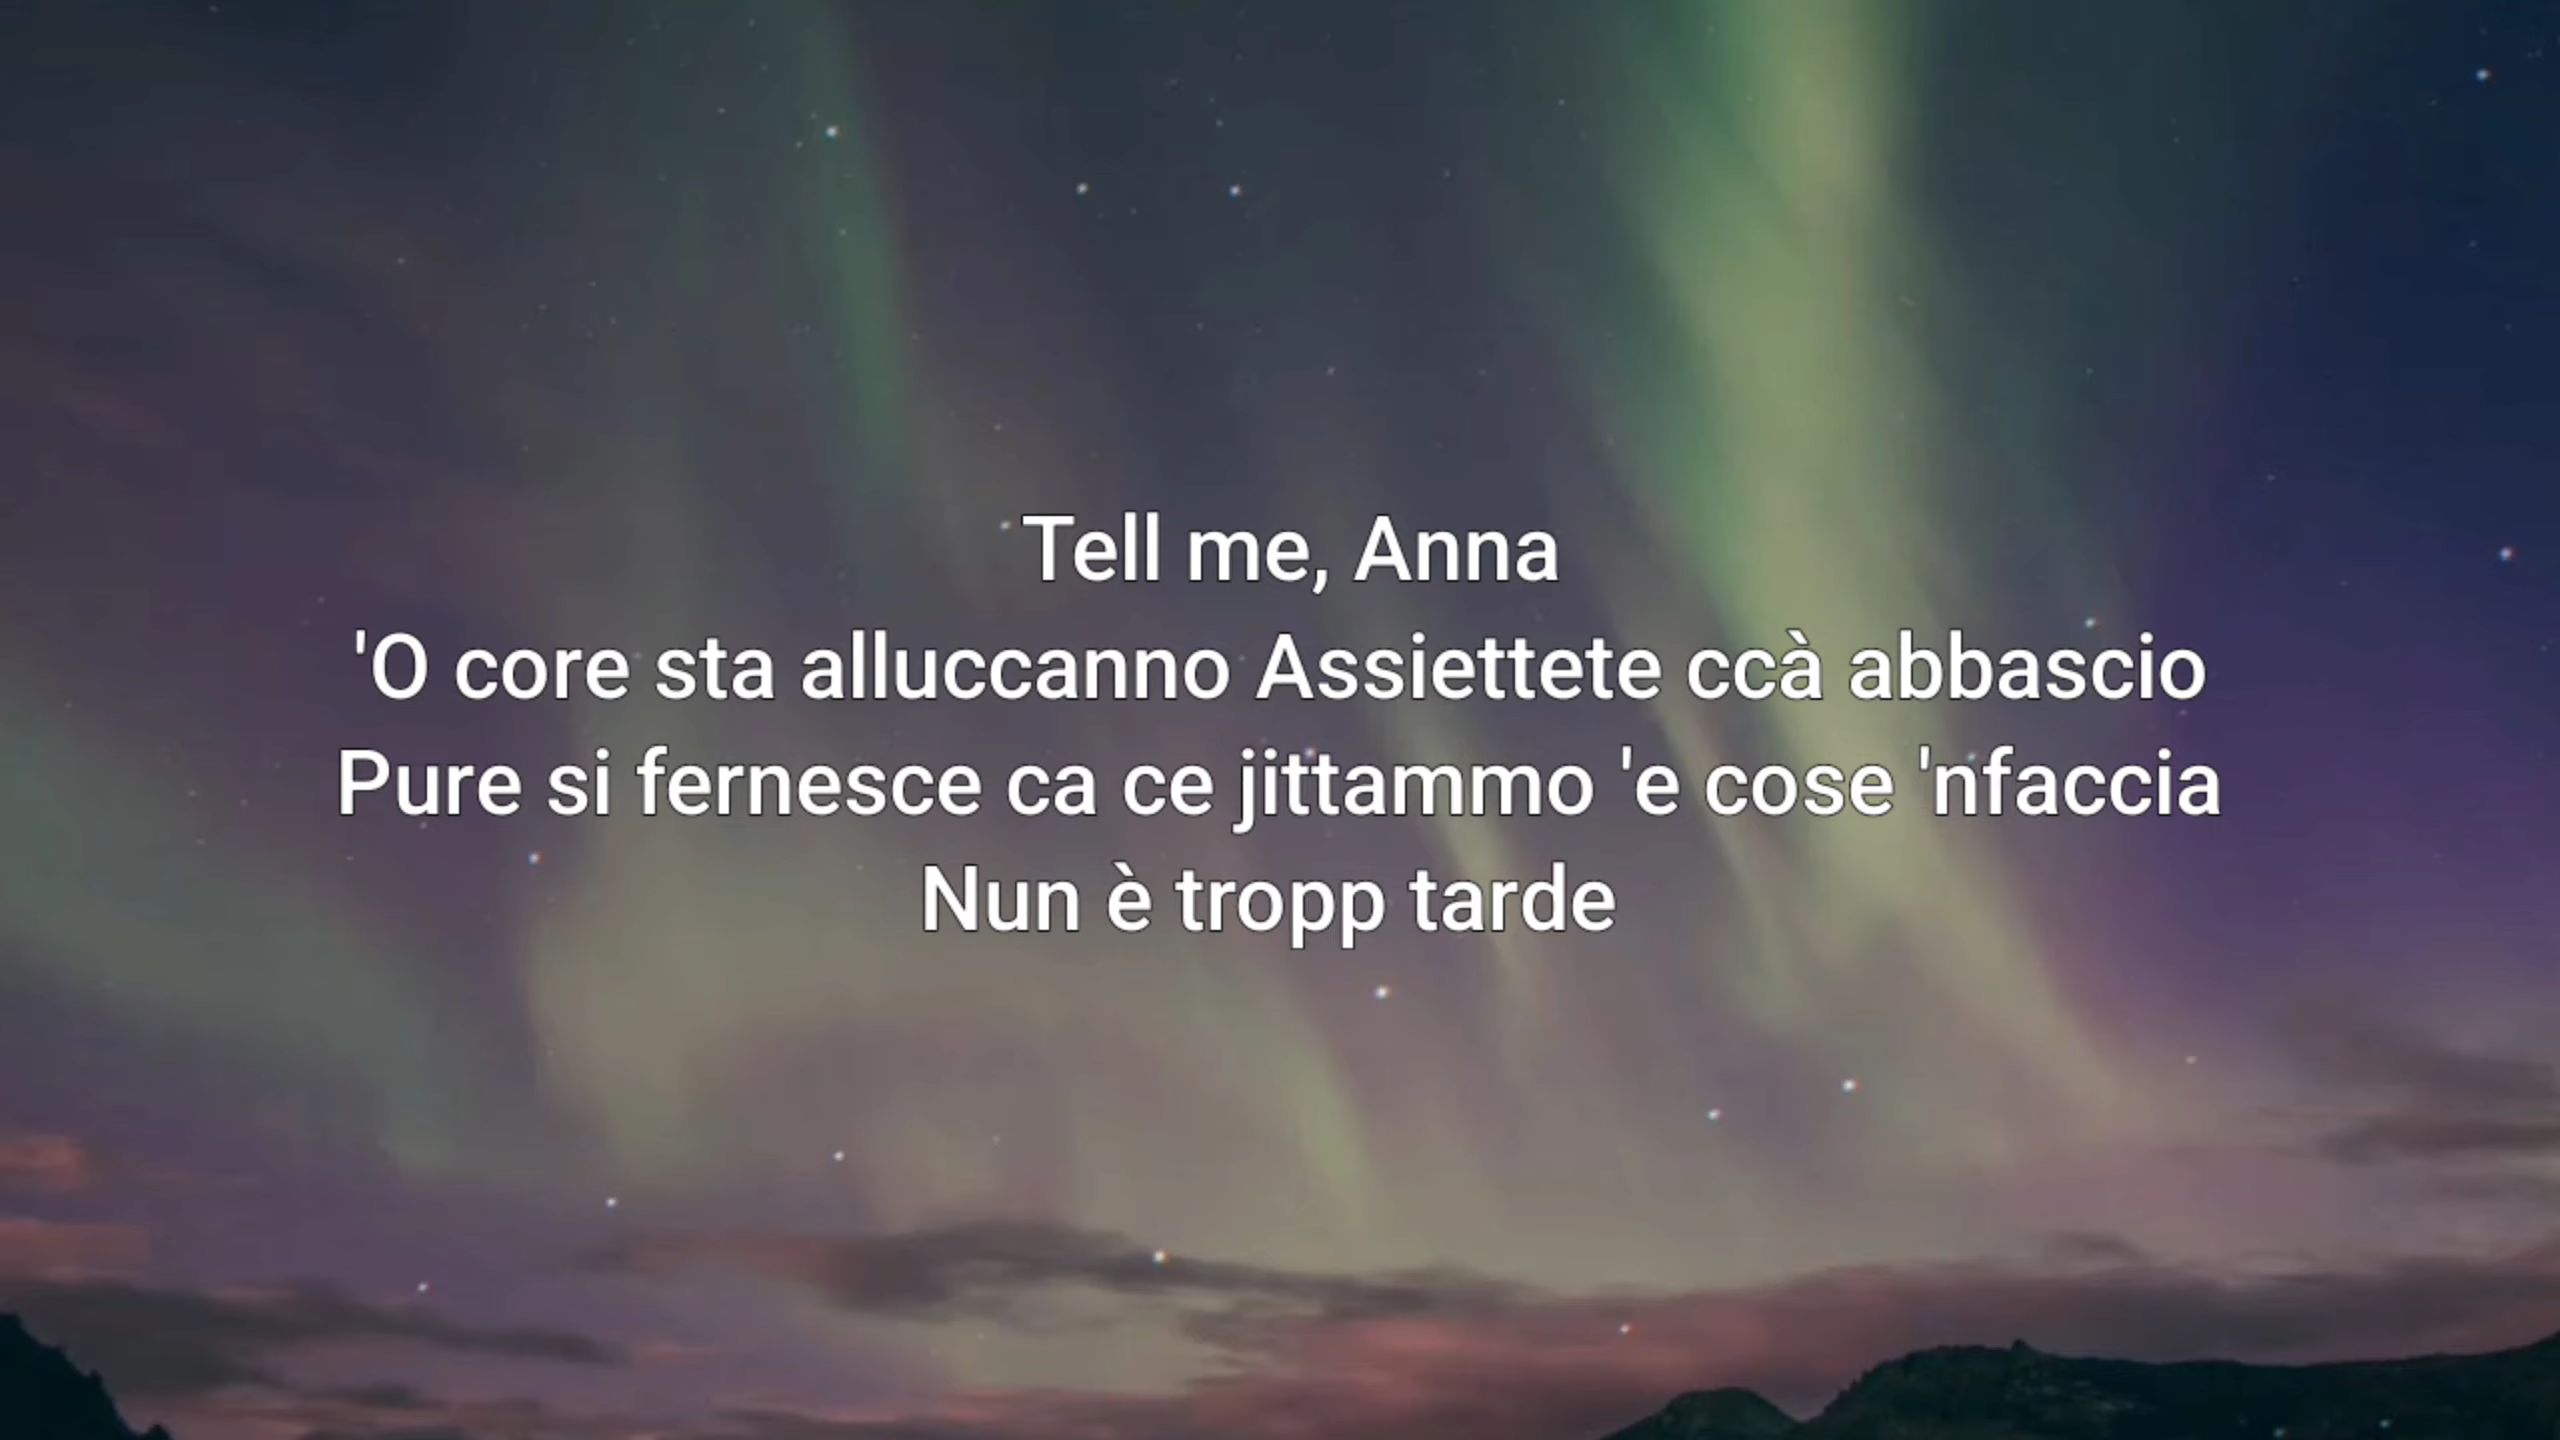 Tell me, Anna
'O core sta alluccanno Assiettete ccà abbascio
Pure si fernesce ca ce jittammo 'e cose 'nfaccia
Nun è tropp tarde